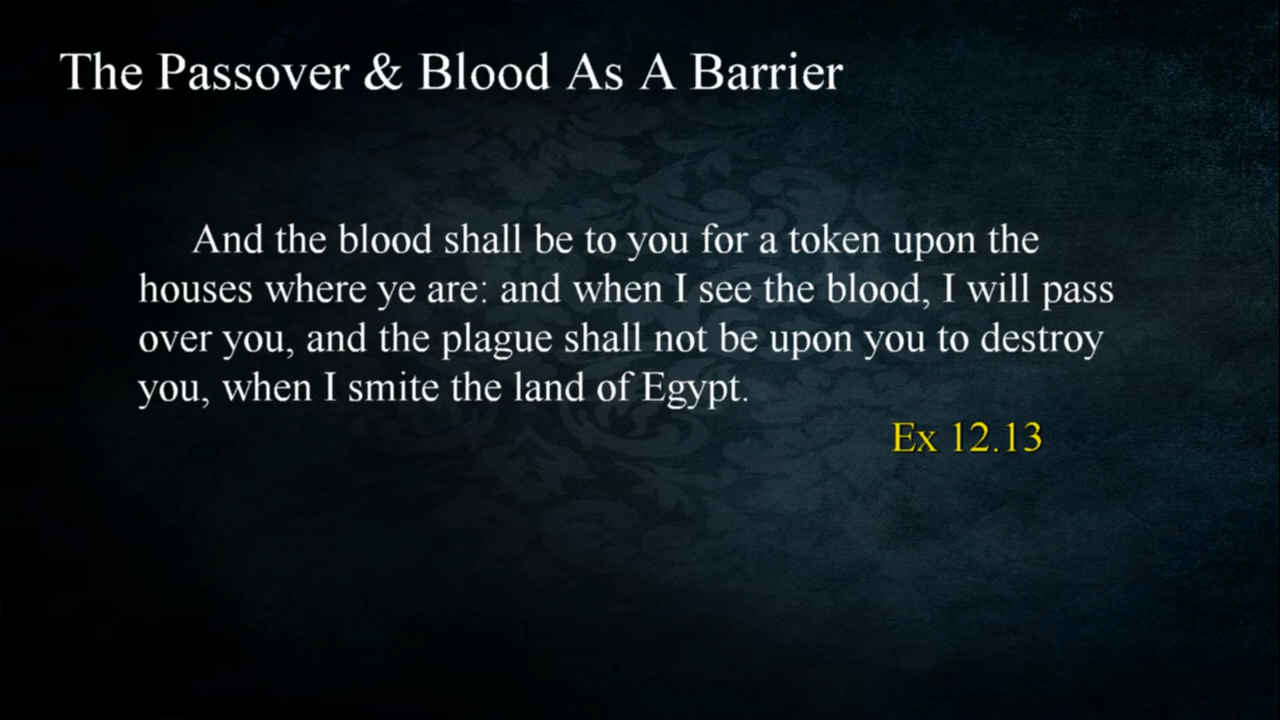 The Passover & Blood As A Barrier
And the blood shall be to you for a token upon the
houses where ye are: and when I see the blood, I will pass
over you, and the plague shall not be upon you to destroy
you, when I smite the land of Egypt.
Ex 12.13